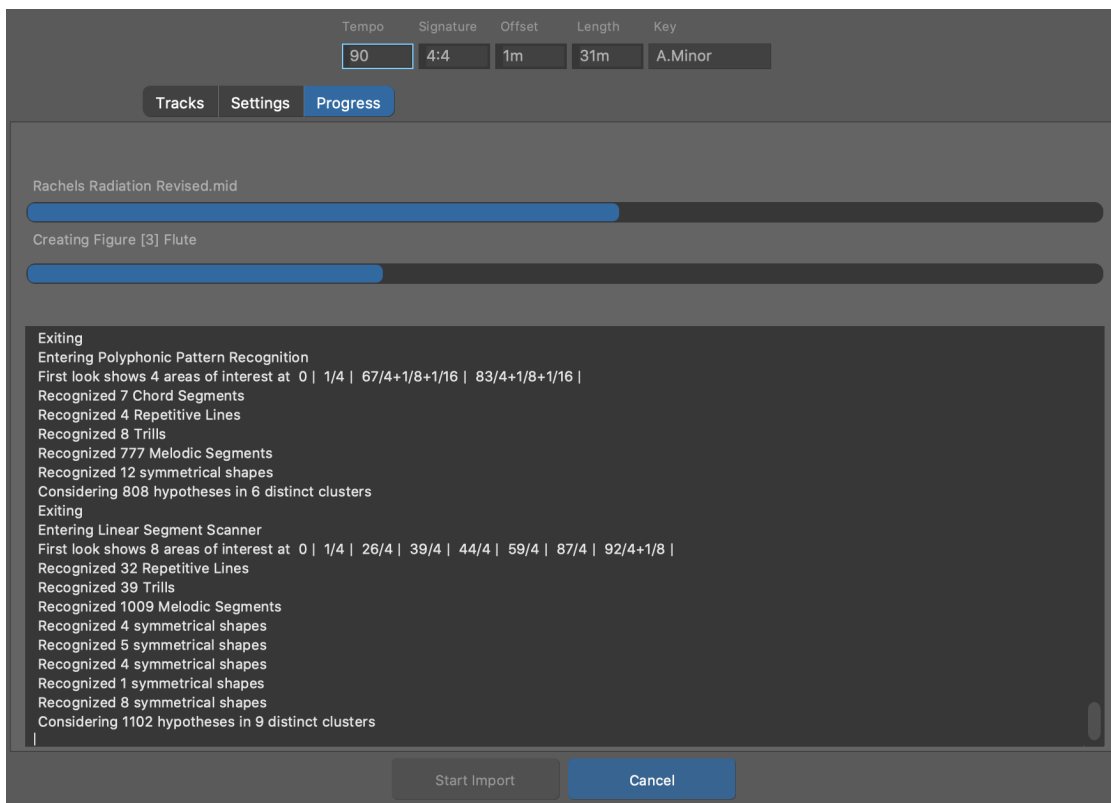 Tempo Signature Offset Length Key
90 4:4 1m 31m A.Minor
Tracks Settings Progress
Rachels Radiation Revised.mid
Creating Figure [3] Flute
Exiting
Entering Polyphonic Pattern Recognition
First look shows 4 areas of interest at 0 | 1/4 | 67/4+1/8+1/16 | 83/4+1/8+1/16 |
Recognized 7 Chord Segments
Recognized 4 Repetitive Lines
Recognized 8 Trills
Recognized 777 Melodic Segments
Recognized 12 symmetrical shapes
Considering 808 hypotheses in 6 distinct clusters
Exiting
Entering Linear Segment Scanner
First look shows 8 areas of interest at 0 | 1/4 | 26/4 | 39/4 | 44/4 | 59/4 | 87/4 | 92/4+1/8 |
Recognized 32 Repetitive Lines
Recognized 39 Trills
Recognized 1009 Melodic Segments
Recognized 4 symmetrical shapes
Recognized 5 symmetrical shapes
Recognized 4 symmetrical shapes
Recognized 1 symmetrical shapes
Recognized 8 symmetrical shapes
Considering 1102 hypotheses in 9 distinct clusters
Start Import Cancel